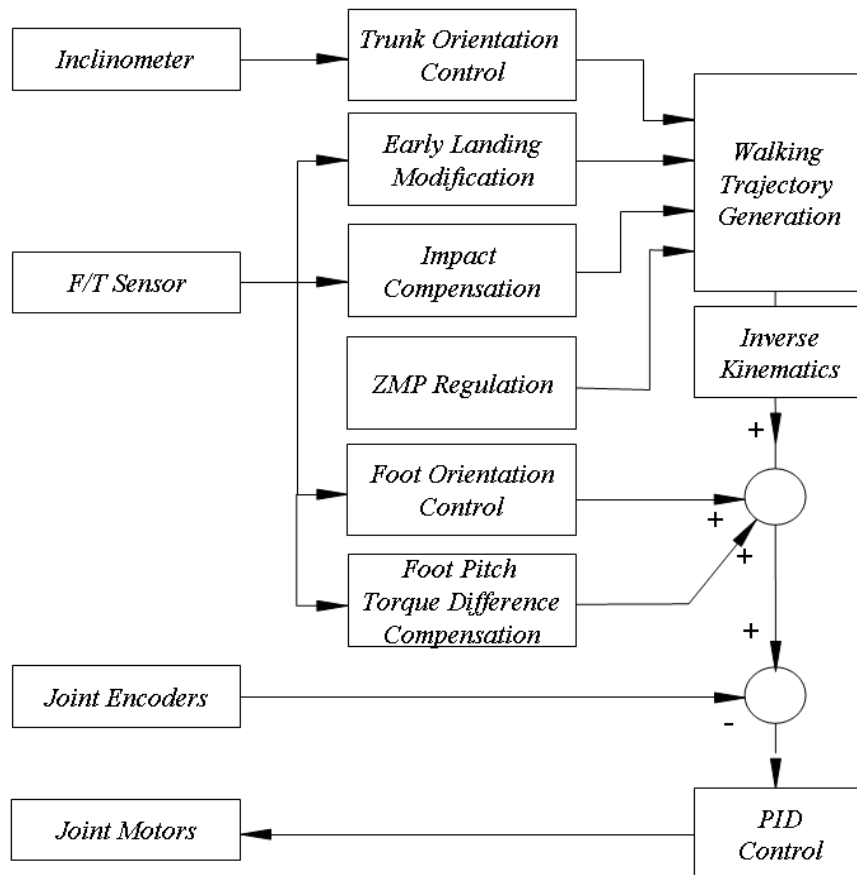 Inclinometer
Trunk Orientation
Control
Early Landing
Modification
Walking
Trajectory
Generation
F/T Sensor
Impact
Compensation
ZMP Regulation
Inverse
Kinematics
+
Foot Orientation
Control
+
+
Foot Pitch
Torque Difference
Compensation
+
Joint Encoders
-
Joint Motors
PID
Control